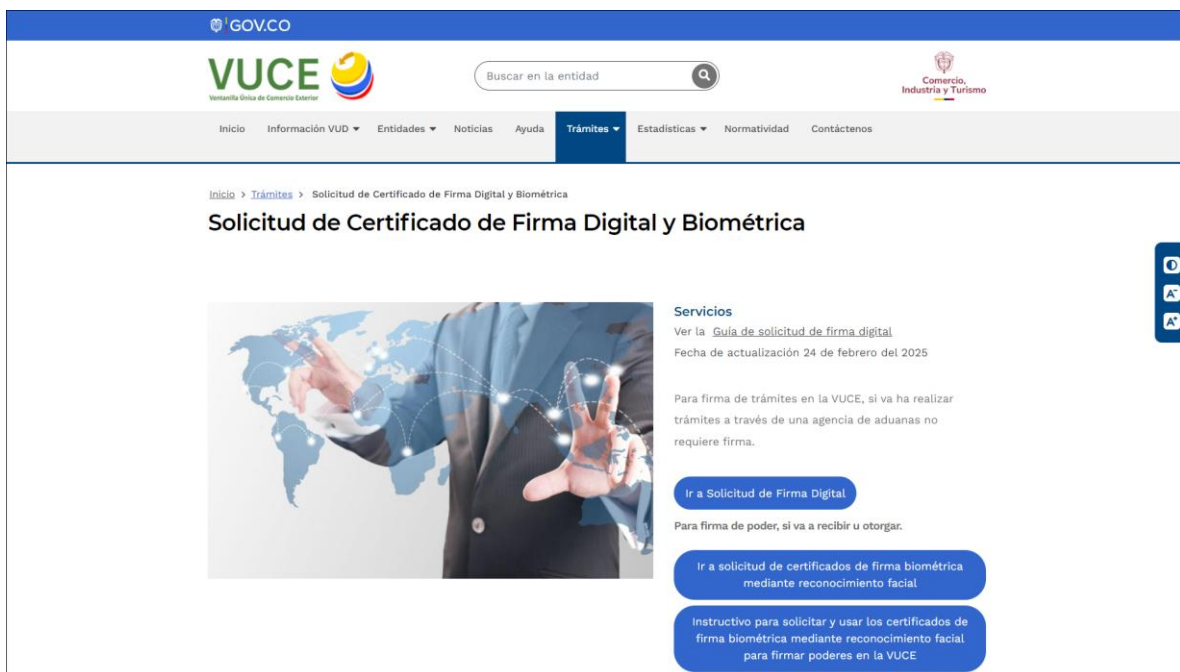 GOV.CO
VUCE
Ventanilla Única de Comercio Exterior
Buscar en la entidad
Comercio,
Industria y Turismo
Inicio Información VUD Entidades Noticias Ayuda Trámites Estadísticas Normatividad Contáctenos
Inicio > Trámites > Solicitud de Certificado de Firma Digital y Biométrica
Solicitud de Certificado de Firma Digital y Biométrica
A-
A+
Servicios
Ver la Guía de solicitud de firma digital
Fecha de actualización 24 de febrero del 2025
Para firma de trámites en la VUCE, si va ha realizar
trámites a través de una agencia de aduanas no
requiere firma.
Ir a Solicitud de Firma Digital
Para firma de poder, si va a recibir u otorgar.
Ir a solicitud de certificados de firma biométrica
mediante reconocimiento facial
Instructivo para solicitar y usar los certificados de
firma biométrica mediante reconocimiento facial
para firmar poderes en la VUCE